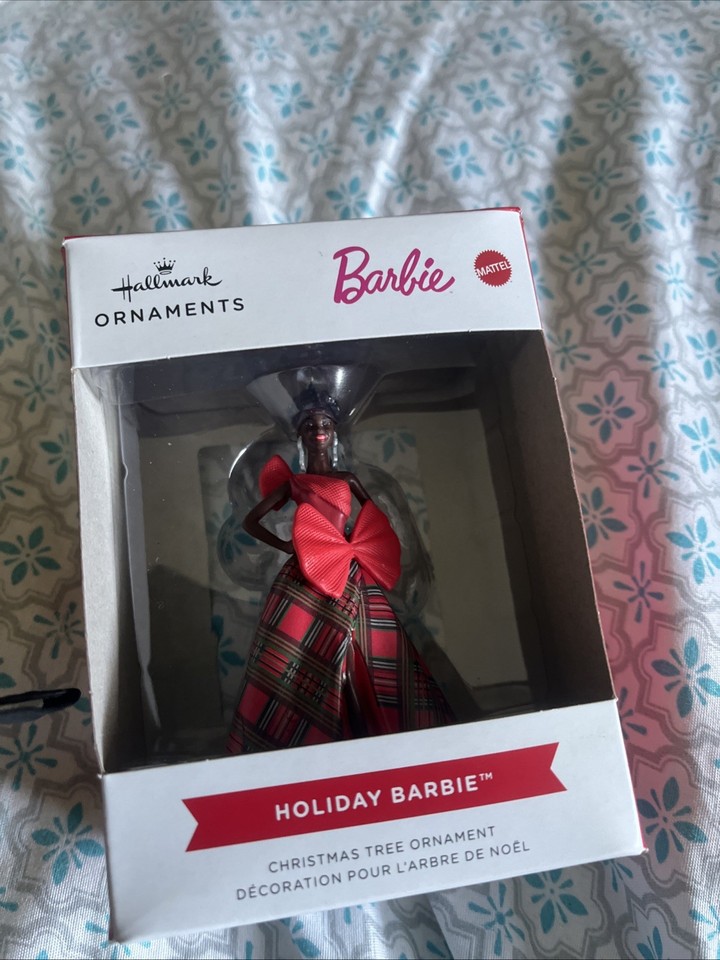 Hallmark
ORNAMENTS
Barbie
MATTEL
HOLIDAY BARBIE™
CHRISTMAS TREE ORNAMENT
DÉCORATION POUR L'ARBRE DE NOËL